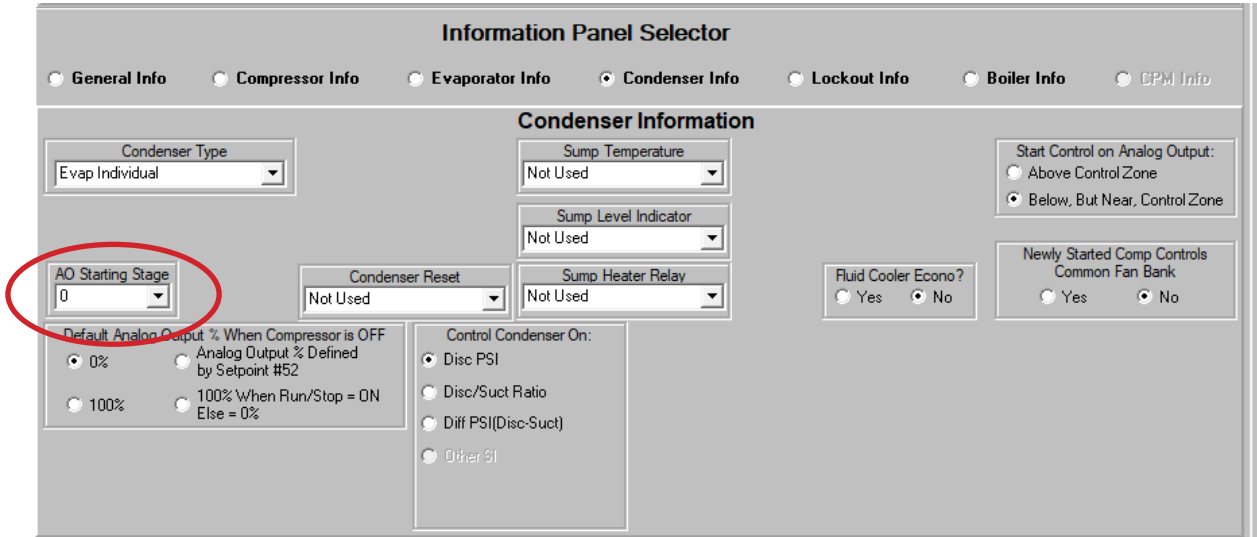 Information Panel Selector
General Info Compressor Info Evaporator Info Condenser Info Lockout Info Boiler Info CPM Info
Condenser Information
Condenser Type
Evap Individual
Sump Temperature
Not Used
Start Control on Analog Output:
Above Control Zone
Below, But Near, Control Zone
Sump Level Indicator
Not Used
AO Starting Stage
0
Condenser Reset
Not Used
Sump Heater Relay
Not Used
Fluid Cooler Econo?
Yes No
Newly Started Comp Controls
Common Fan Bank
Yes No
Default Analog Output % When Compressor is OFF
0%
Analog Output % Defined
by Setpoint #52
100%
100% When Run/Stop = ON
Else = 0%
Control Condenser On:
Disc PSI
Disc/Suct Ratio
Diff PSI(Disc-Suct)
Other SI